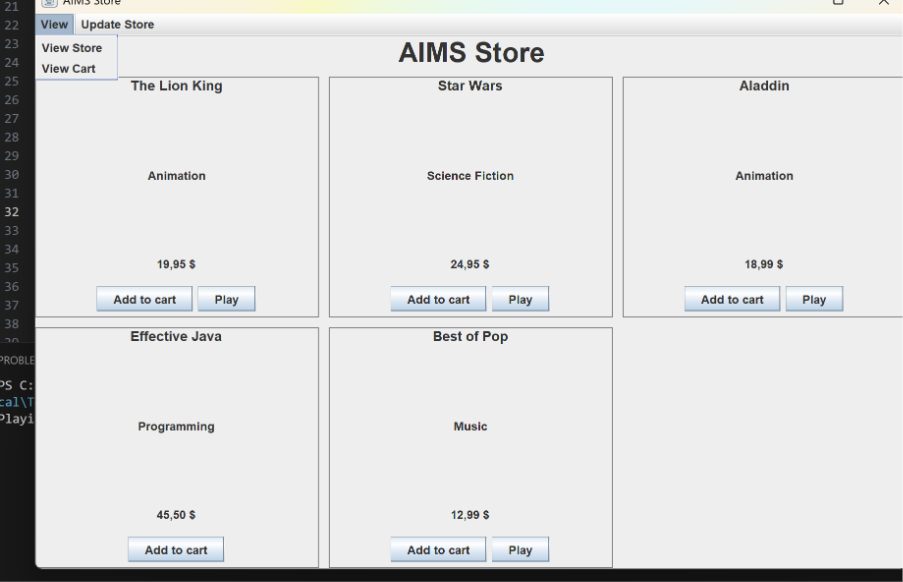 21
22
23
24
25
26
27
28
29
30
31
32
33
34
35
36
37
38
AIMS Store
View Update Store
View Store
View Cart
AIMS Store
The Lion King
Animation
19,95 $
Add to cart Play
Star Wars
Science Fiction
24,95 $
Add to cart Play
Aladdin
Animation
18,99 $
Add to cart Play
Effective Java
Programming
45,50 $
Add to cart
Best of Pop
Music
12,99 $
Add to cart Play
PROBLE
PS C:
cal\T
Playi